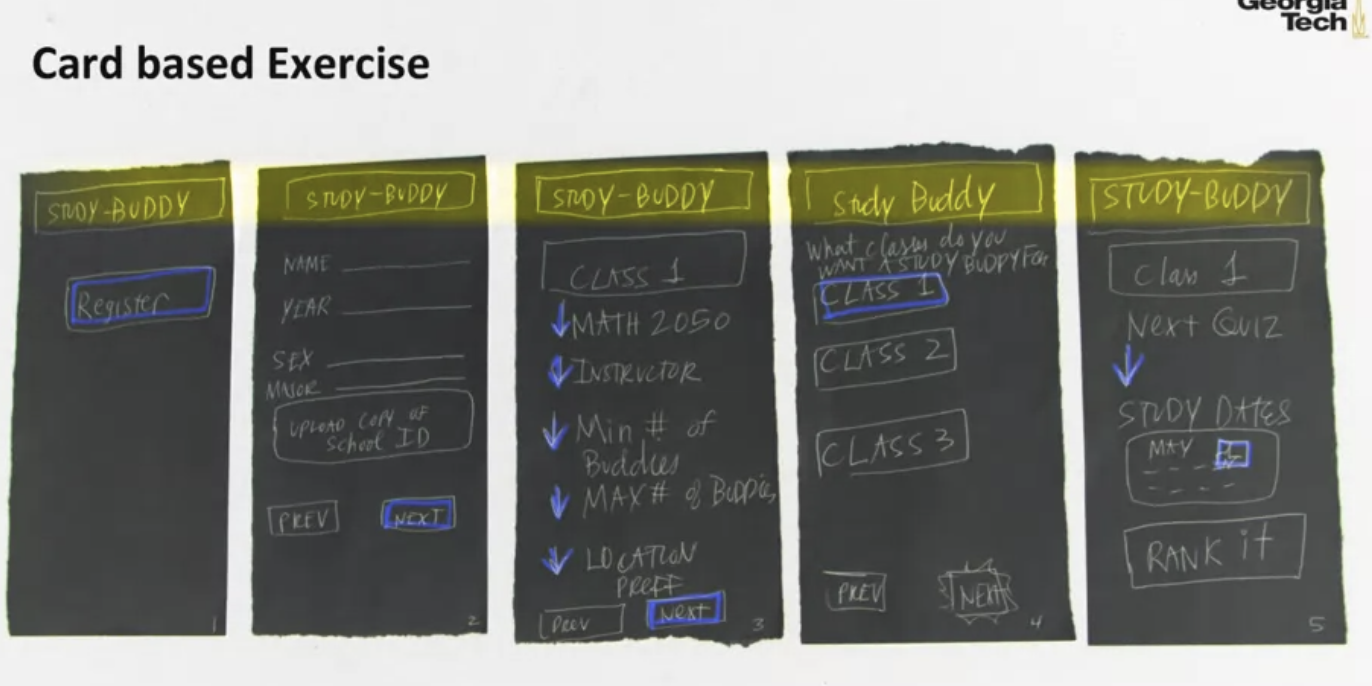 Georgia
Tech
Card based Exercise
STUDY-BUDDY
Register
1
STUDY-BUDDY
NAME
YEAR
SEX
MAJOR
UPLOAD COPY OF
School ID
PREV
NEXT
2
STUDY-BUDDY
CLASS 1
MATH 2050
INSTRUCTOR
Min # of
Buddies
MAX # of BUDDIES
LOCATION
PREF
PREV
NEXT
3
Study Buddy
What classes do you
WANT A STUDY BUDDY FOR
CLASS 1
CLASS 2
CLASS 3
PREV
NEXT
4
STUDY-BUDDY
Class 1
Next Quiz
STUDY DATES
MAY
RANK it
5